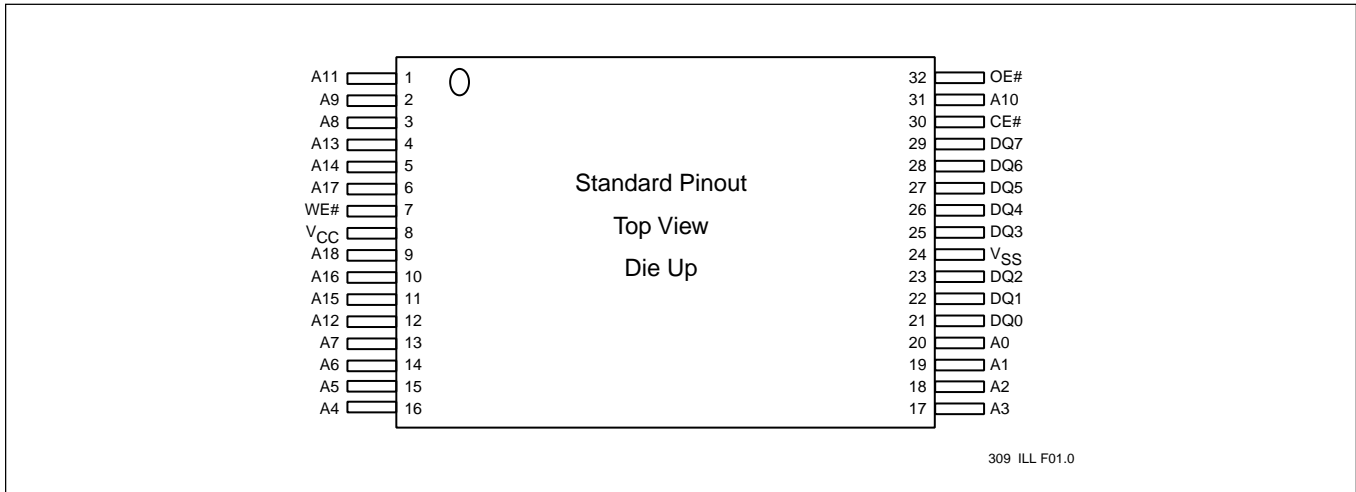 A11 1 32 OE#
A9 2 31 A10
A8 3 30 CE#
A13 4 29 DQ7
A14 5 28 DQ6
A17 6 27 DQ5
WE# 7 26 DQ4
VCC 8 25 DQ3
A18 9 24 VSS
A16 10 23 DQ2
A15 11 22 DQ1
A12 12 21 DQ0
A7 13 20 A0
A6 14 19 A1
A5 15 18 A2
A4 16 17 A3
Standard Pinout
Top View
Die Up
309 ILL F01.0